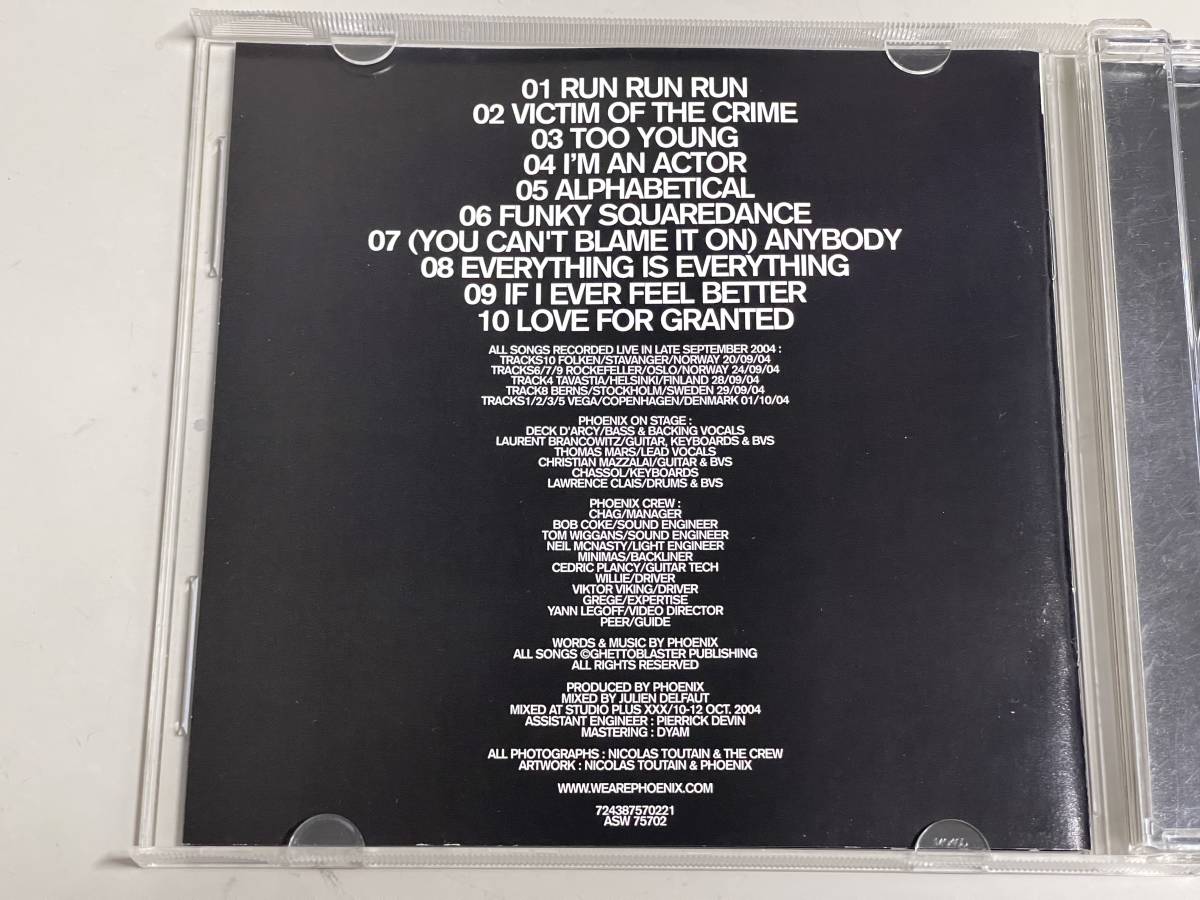 01 RUN RUN RUN
02 VICTIM OF THE CRIME
03 TOO YOUNG
04 I'M AN ACTOR
05 ALPHABETICAL
06 FUNKY SQUAREDANCE
07 (YOU CAN'T BLAME IT ON) ANYBODY
08 EVERYTHING IS EVERYTHING
09 IF I EVER FEEL BETTER
10 LOVE FOR GRANTED
ALL SONGS RECORDED LIVE IN LATE SEPTEMBER 2004 :
TRACKS10 FOLKEN/STAVANGER/NORWAY 20/09/04
TRACKS6/7/9 ROCKEFELLER/OSLO/NORWAY 24/09/04
TRACK4 TAVASTIA/HELSINKI/FINLAND 28/09/04
TRACK8 BERNS/STOCKHOLM/SWEDEN 29/09/04
TRACKS1/2/3/5 VEGA/COPENHAGEN/DENMARK 01/10/04
PHOENIX ON STAGE :
DECK D'ARCY/BASS & BACKING VOCALS
LAURENT BRANCOWITZ/GUITAR, KEYBOARDS & BVS
THOMAS MARS/LEAD VOCALS
CHRISTIAN MAZZALAI/GUITAR & BVS
CHASSOL/KEYBOARDS
LAWRENCE CLAIS/DRUMS & BVS
PHOENIX CREW :
CHAG/MANAGER
BOB COKE/SOUND ENGINEER
TOM WIGGANS/SOUND ENGINEER
NEIL MCNASTY/LIGHT ENGINEER
MINIMAS/BACKLINER
CEDRIC PLANCY/GUITAR TECH
WILLIE/DRIVER
VIKTOR VIKING/DRIVER
GREGE/EXPERTISE
YANN LEGOFF/VIDEO DIRECTOR
PEER/GUIDE
WORDS & MUSIC BY PHOENIX
ALL SONGS ©GHETTOBLASTER PUBLISHING
ALL RIGHTS RESERVED
PRODUCED BY PHOENIX
MIXED BY JULIEN DELFAUT
MIXED AT STUDIO PLUS XXX/10-12 OCT. 2004
ASSISTANT ENGINEER : PIERRICK DEVIN
MASTERING : DYAM
ALL PHOTOGRAPHS : NICOLAS TOUTAIN & THE CREW
ARTWORK : NICOLAS TOUTAIN & PHOENIX
WWW.WEAREPHOENIX.COM
724387570221
ASW 75702